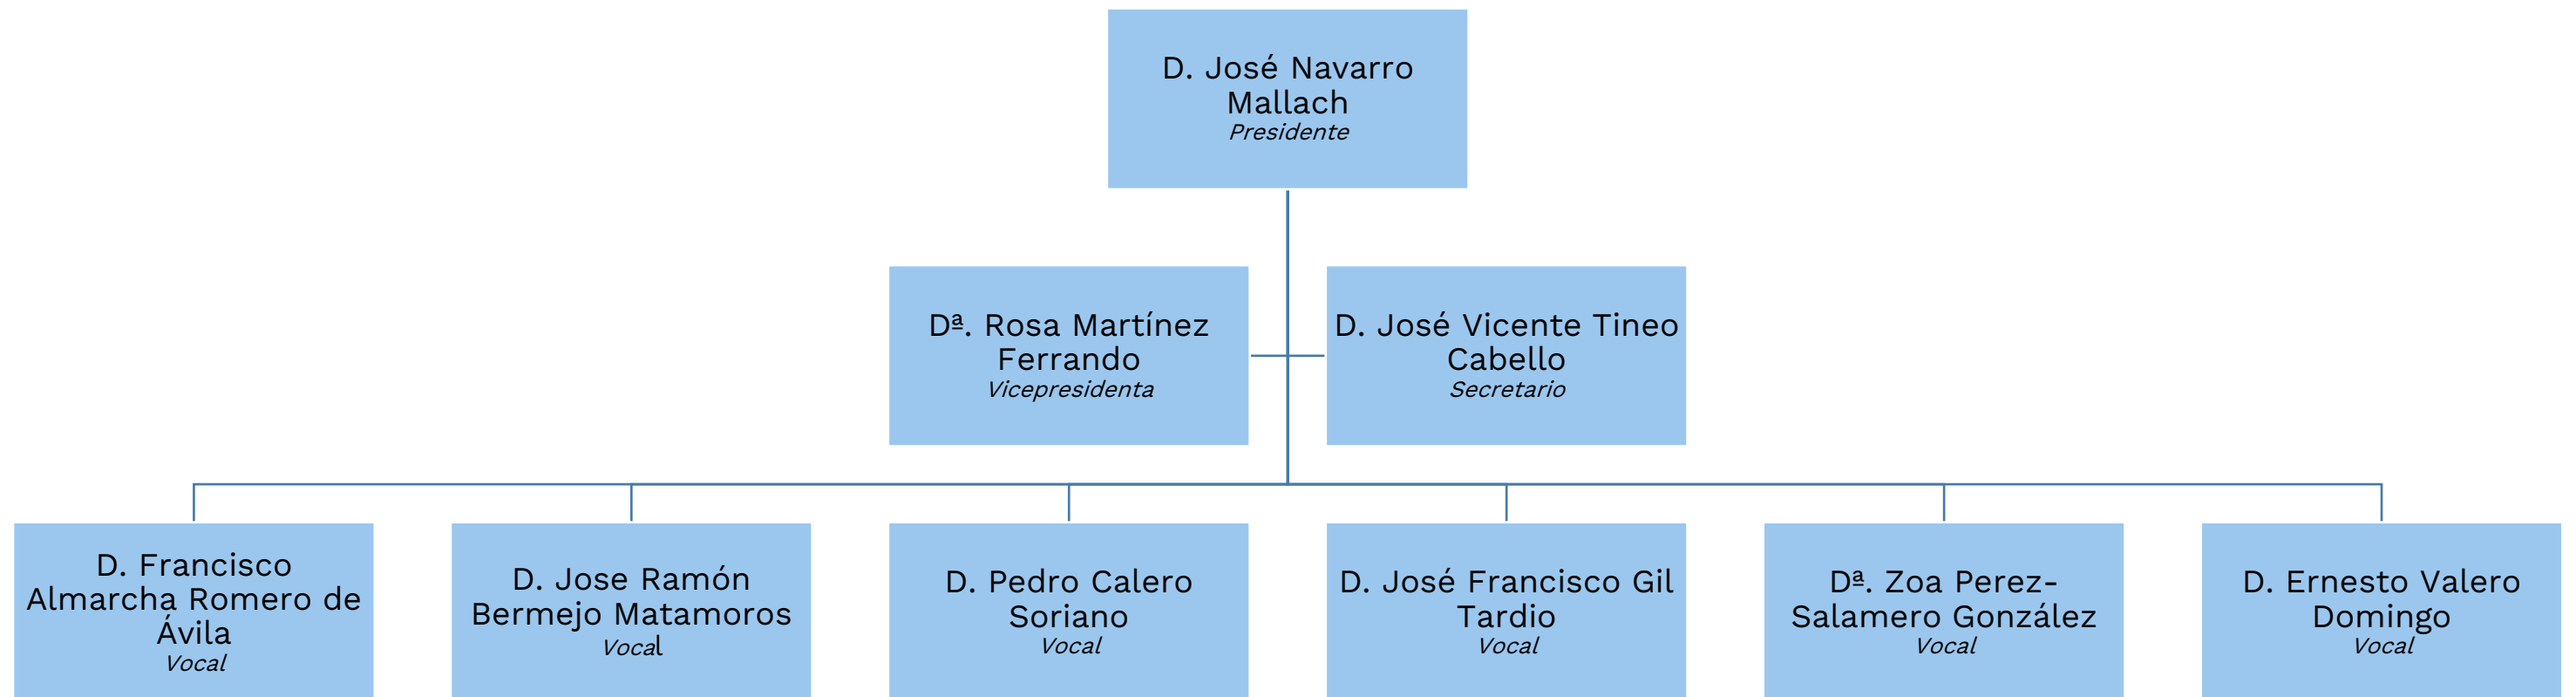 D. José Navarro
Mallach
Presidente
Dª. Rosa Martínez
Ferrando
Vicepresidenta
D. José Vicente Tineo
Cabello
Secretario
D. Francisco
Almarcha Romero de
Ávila
Vocal
D. Jose Ramón
Bermejo Matamoros
Vocal
D. Pedro Calero
Soriano
Vocal
D. José Francisco Gil
Tardio
Vocal
Dª. Zoa Perez-
Salamero González
Vocal
D. Ernesto Valero
Domingo
Vocal